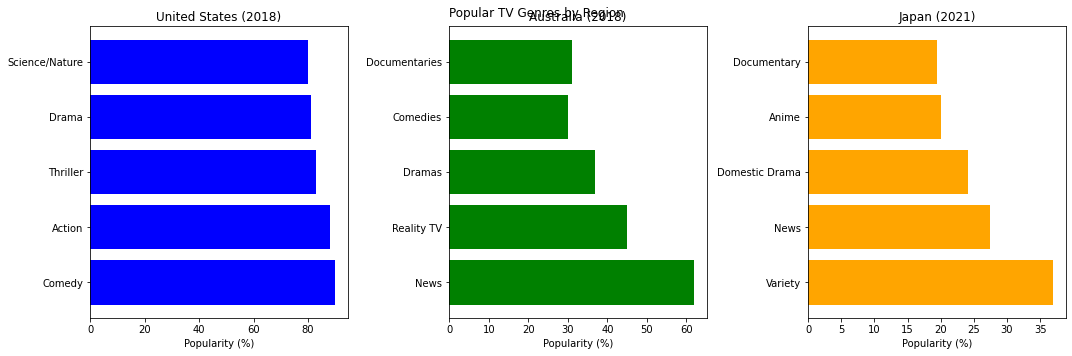 Popular TV Genres by Region
United States (2018)
Science/Nature
Drama
Thriller
Action
Comedy
0 20 40 60 80
Popularity (%)
Australia (2018)
Documentaries
Comedies
Dramas
Reality TV
News
0 10 20 30 40 50 60
Popularity (%)
Japan (2021)
Documentary
Anime
Domestic Drama
News
Variety
0 5 10 15 20 25 30 35
Popularity (%)